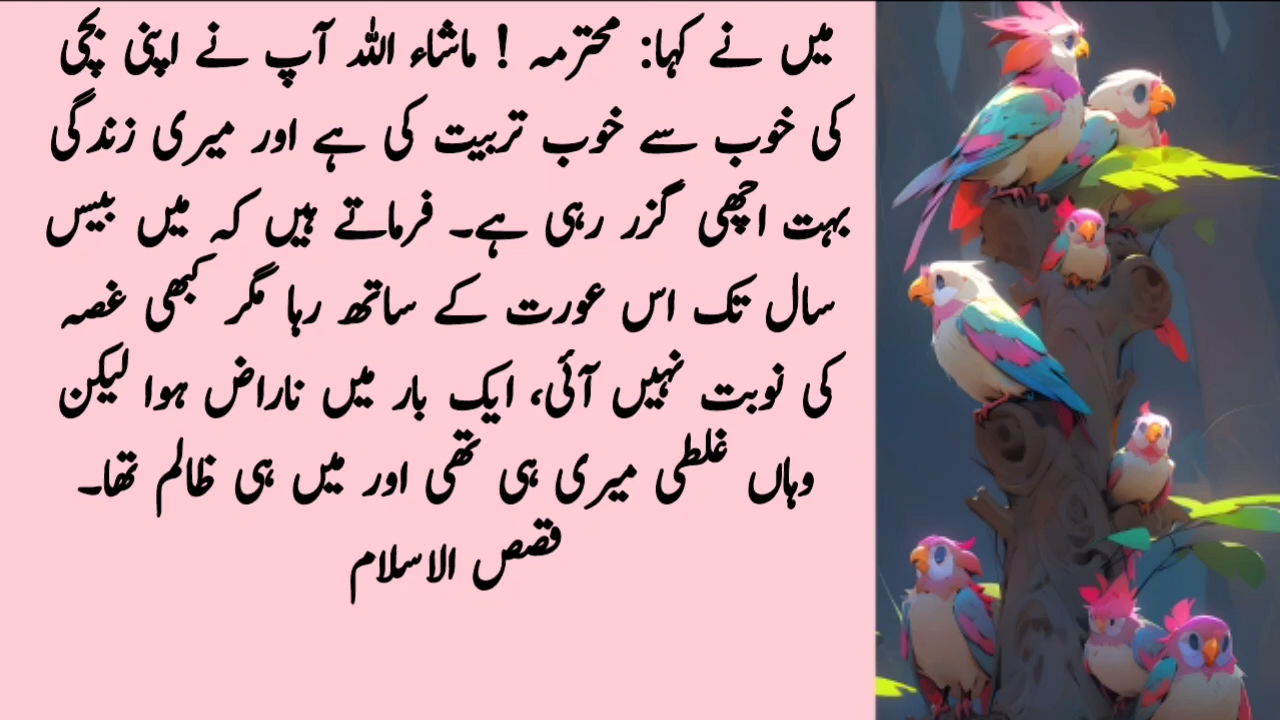 میں نے کہا: محترمہ ! ماشاء اللہ آپ نے اپنی بچی
کی خوب سے خوب تربیت کی ہے اور میری زندگی
بہت اچھی گزر رہی ہے۔ فرماتے ہیں کہ میں بیس
سال تک اس عورت کے ساتھ رہا مگر کبھی غصہ
کی نوبت نہیں آئی، ایک بار میں ناراض ہوا لیکن
وہاں غلطی میری ہی تھی اور میں ہی ظالم تھا۔
قصص الاسلام